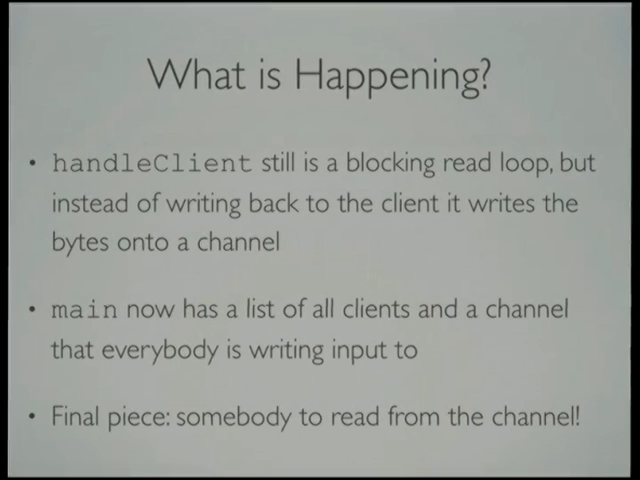 What is Happening?
• handleClient still is a blocking read loop, but
instead of writing back to the client it writes the
bytes onto a channel
• main now has a list of all clients and a channel
that everybody is writing input to
• Final piece: somebody to read from the channel!